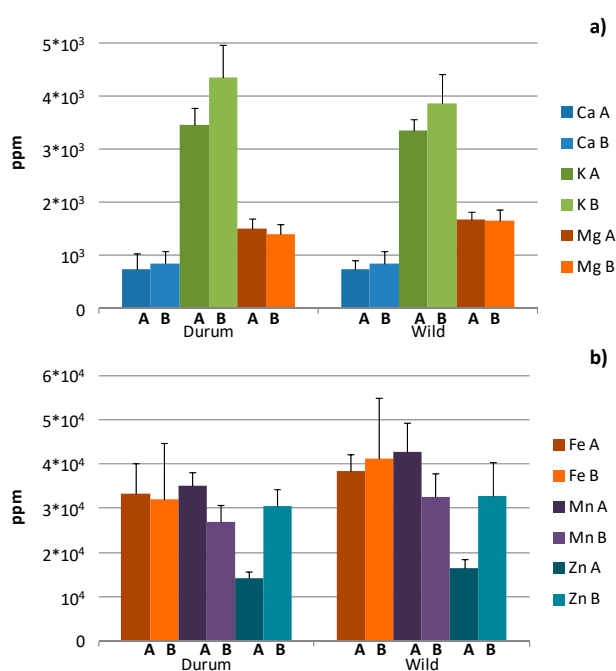 a)
5*10³
4*10³
3*10³
2*10³
10³
0
ppm
A B A B A B A B A B A B
Durum Wild
Ca A
Ca B
K A
K B
Mg A
Mg B
b)
6*10⁴
5*10⁴
4*10⁴
3*10⁴
2*10⁴
10⁴
0
ppm
A B A B A B A B A B A B
Durum Wild
Fe A
Fe B
Mn A
Mn B
Zn A
Zn B